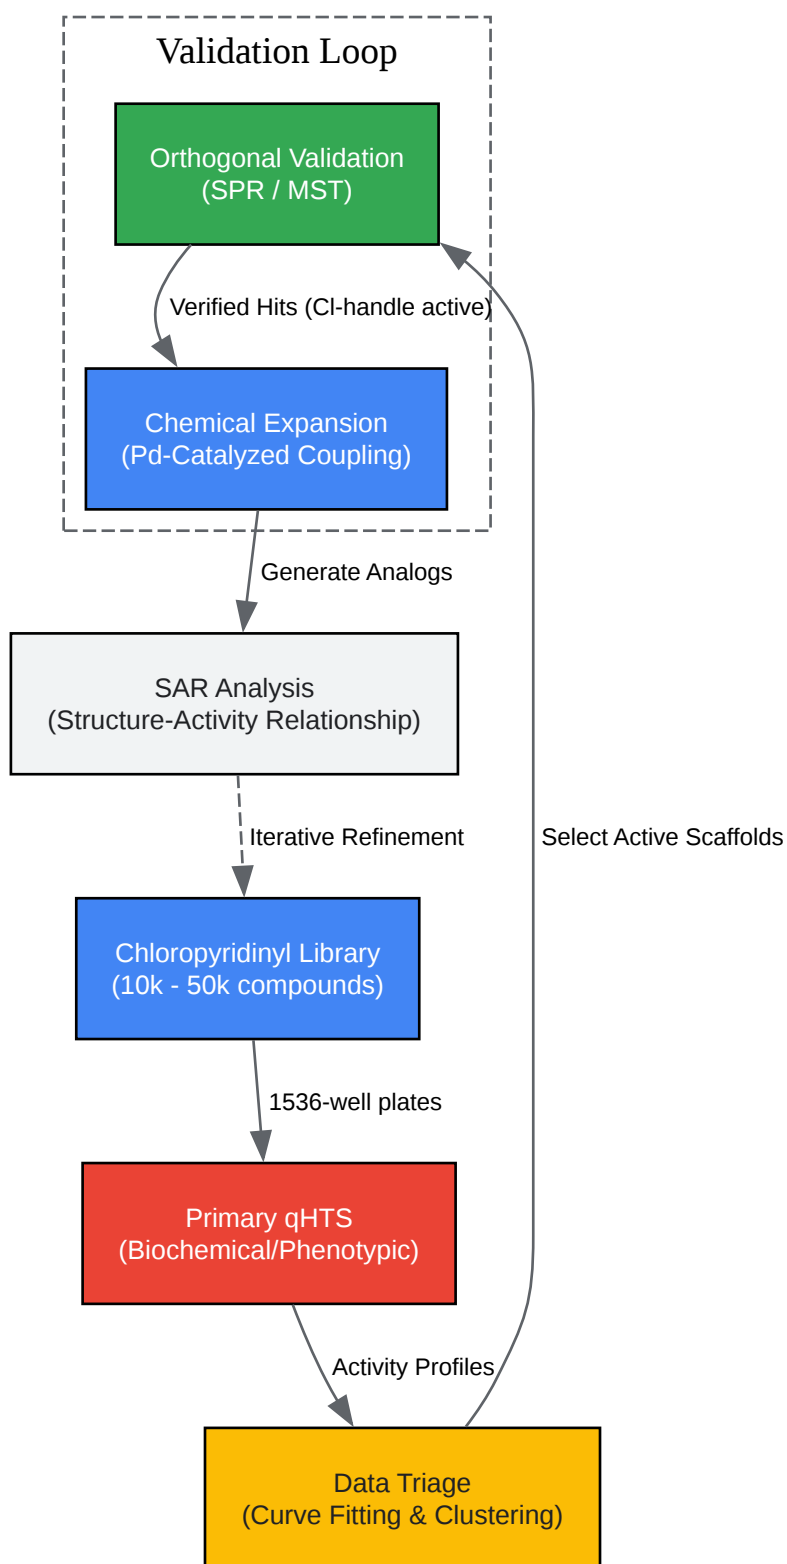 Validation Loop
Orthogonal Validation
(SPR / MST)
Verified Hits (Cl-handle active)
Chemical Expansion
(Pd-Catalyzed Coupling)
Generate Analogs
SAR Analysis
(Structure-Activity Relationship)
Iterative Refinement
Select Active Scaffolds
Chloropyridinyl Library
(10k - 50k compounds)
1536-well plates
Primary qHTS
(Biochemical/Phenotypic)
Activity Profiles
Data Triage
(Curve Fitting & Clustering)